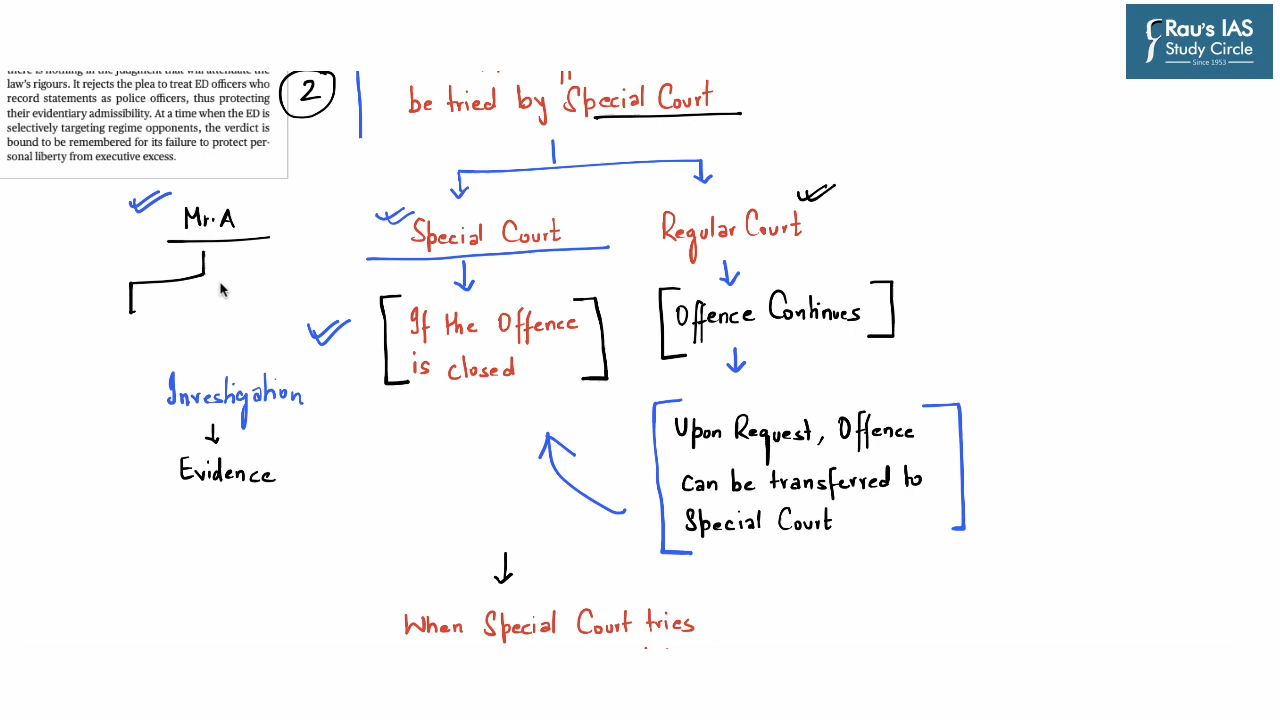 Rau's IAS
Study Circle
Since 1953
there is nothing in the judgment that will attenuate the
law's rigours. It rejects the plea to treat ED officers who
record statements as police officers, thus protecting
their evidentiary admissibility. At a time when the ED is
selectively targeting regime opponents, the verdict is
bound to be remembered for its failure to protect per-
sonal liberty from executive excess.
2
be tried by "Special Court
Mr. A
Special Court
Regular Court
If the Offence
is closed
Offence Continues
Investigation
Evidence
Upon Request, Offence
can be transferred to
Special Court
When Special Court tries